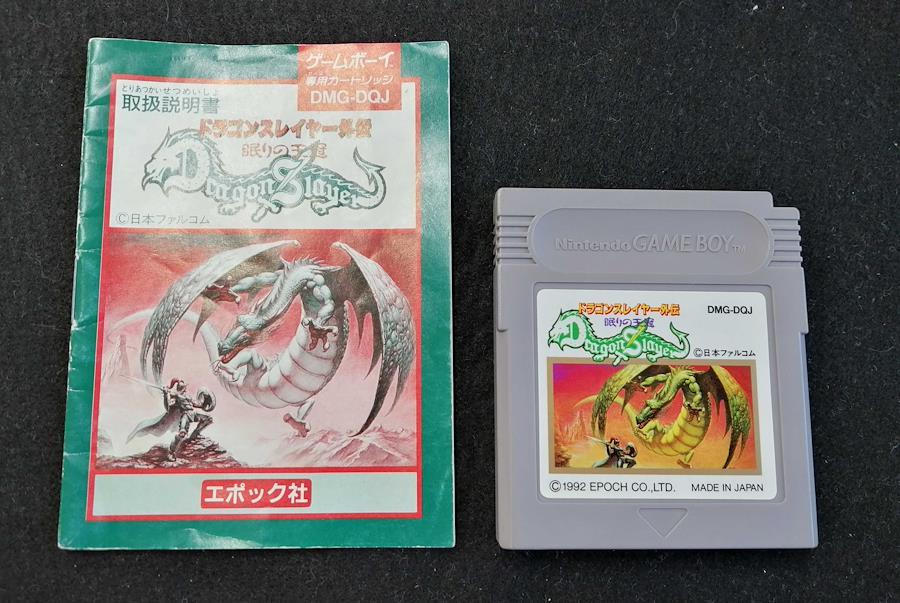 ゲームボーイ
専用カートリッジ
DMG-DQJ
とりあつかいせつめいしょ
取扱説明書
ドラゴンスレイヤー外伝
眠りの王冠
Dragon Slayer
©日本ファルコム
エポック社
Nintendo GAME BOY TM
DMG-DQJ
ドラゴンスレイヤー外伝
眠りの王冠
Dragon Slayer
©日本ファルコム
©1992 EPOCH CO.,LTD. MADE IN JAPAN